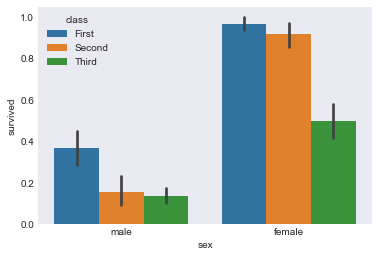 1.0
0.8
0.6
0.4
0.2
0.0
survived
class
First
Second
Third
male
female
sex